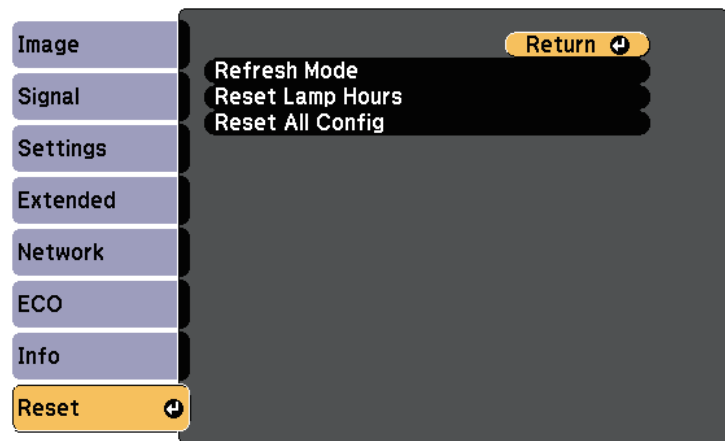 Image
Signal
Settings
Extended
Network
ECO
Info
Reset
Return
Refresh Mode
Reset Lamp Hours
Reset All Config